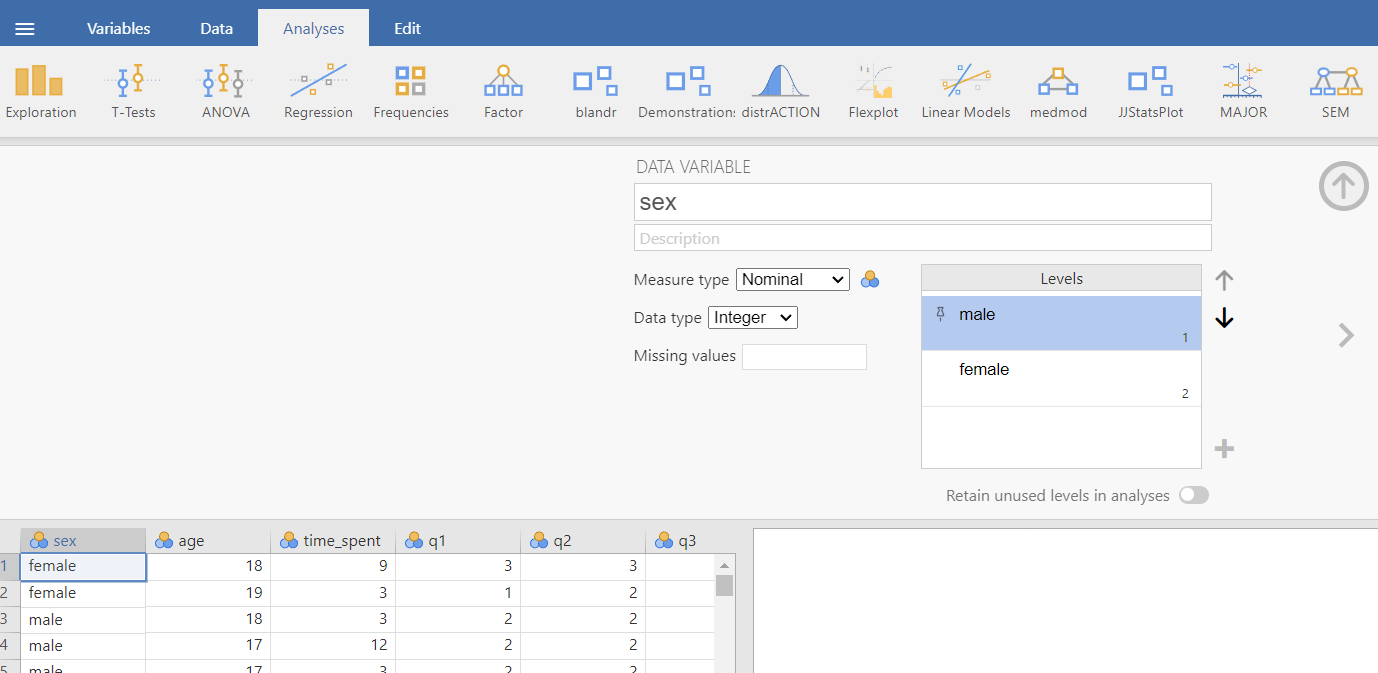 Variables Data Analyses Edit
Exploration T-Tests ANOVA Regression Frequencies Factor blandr Demonstrations distrACTION Flexplot Linear Models medmod JJStatsPlot MAJOR SEM
DATA VARIABLE
sex
Description
Measure type Nominal Levels
male
Data type Integer
1
Missing values
female
2
Retain unused levels in analyses
sex age time_spent q1 q2 q3
1 female 18 9 3 3
2 female 19 3 1 2
3 male 18 3 2 2
4 male 17 12 2 2
5 male 17 3 2 2